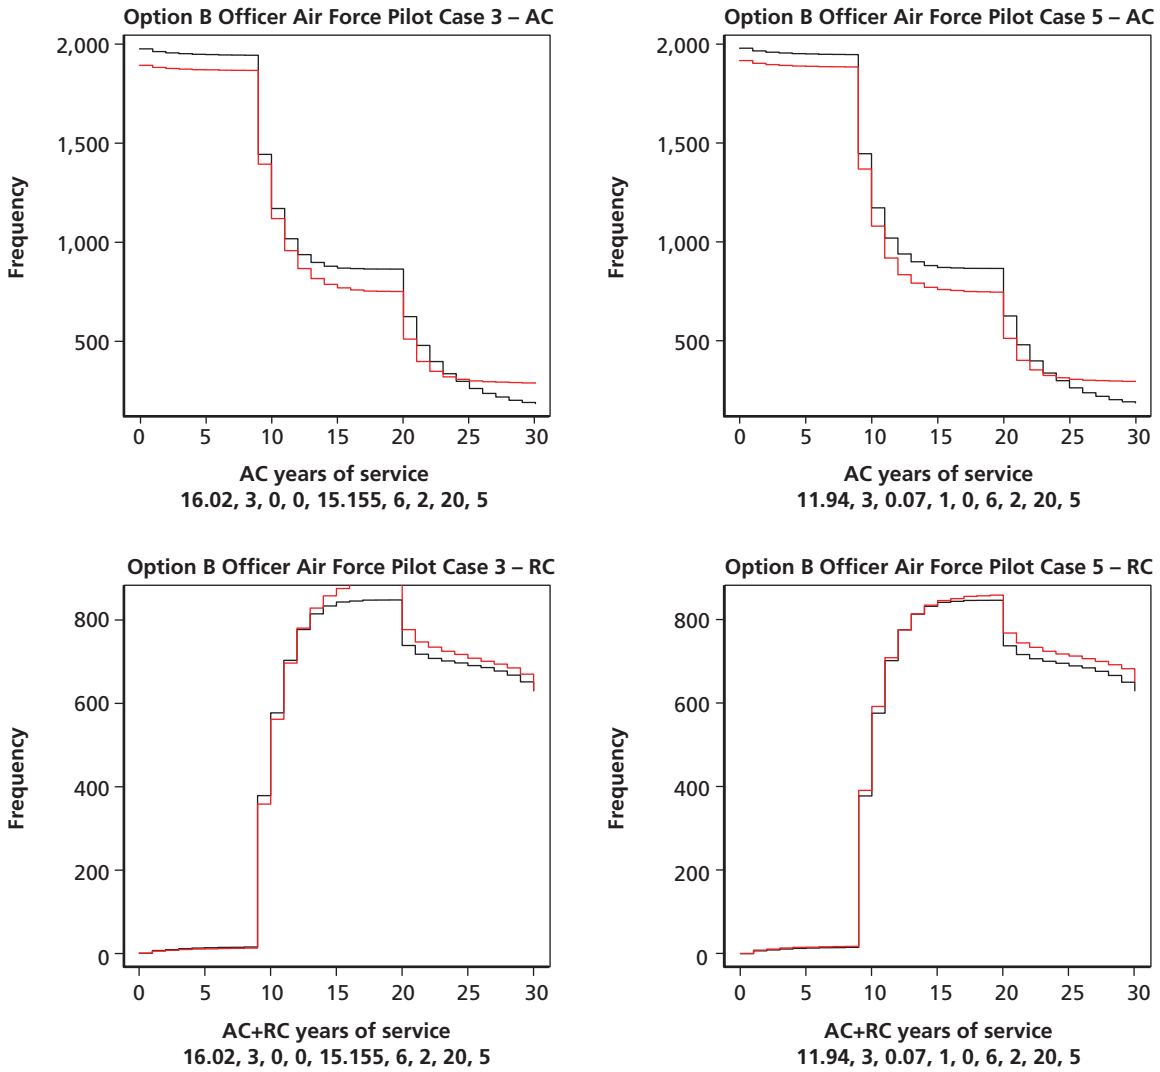 Option B Officer Air Force Pilot Case 3 – AC
2,000
1,500
1,000
500
Frequency
0 5 10 15 20 25 30
AC years of service
16.02, 3, 0, 0, 15.155, 6, 2, 20, 5
Option B Officer Air Force Pilot Case 5 – AC
2,000
1,500
1,000
500
Frequency
0 5 10 15 20 25 30
AC years of service
11.94, 3, 0.07, 1, 0, 6, 2, 20, 5
Option B Officer Air Force Pilot Case 3 – RC
800
600
400
200
0
Frequency
0 5 10 15 20 25 30
AC+RC years of service
16.02, 3, 0, 0, 15.155, 6, 2, 20, 5
Option B Officer Air Force Pilot Case 5 – RC
800
600
400
200
0
Frequency
0 5 10 15 20 25 30
AC+RC years of service
11.94, 3, 0.07, 1, 0, 6, 2, 20, 5